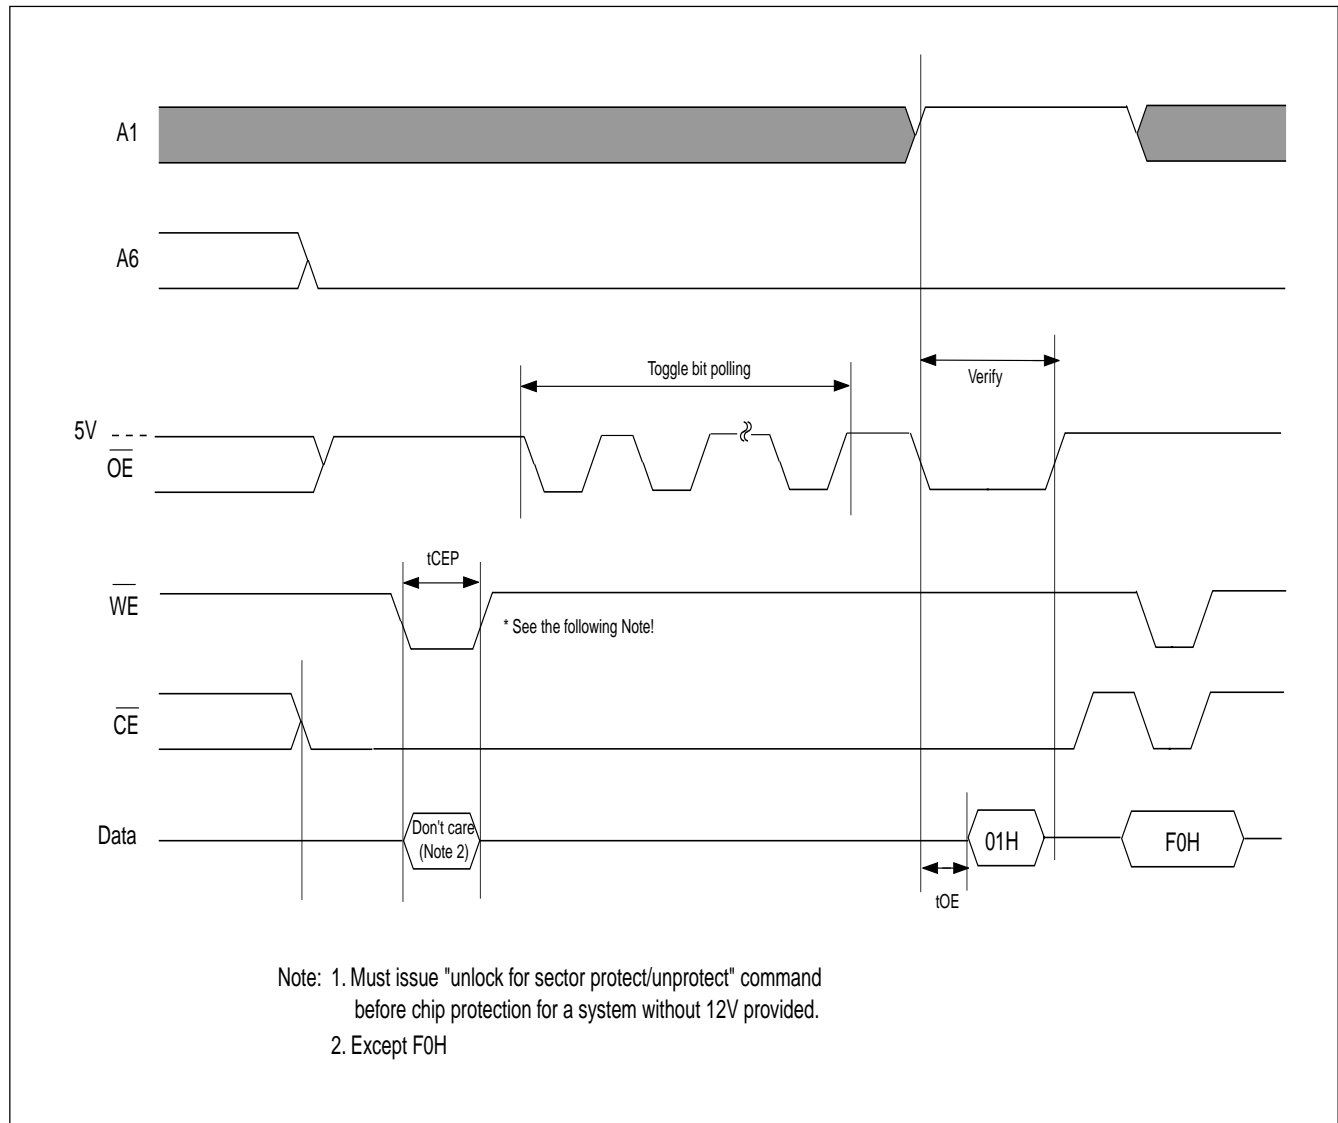 A1
A6
Toggle bit polling
Verify
5V
OE
tCEP
WE
* See the following Note!
CE
Data
Don't care
(Note 2)
01H
F0H
tOE
Note: 1. Must issue "unlock for sector protect/unprotect" command
before chip protection for a system without 12V provided.
2. Except F0H